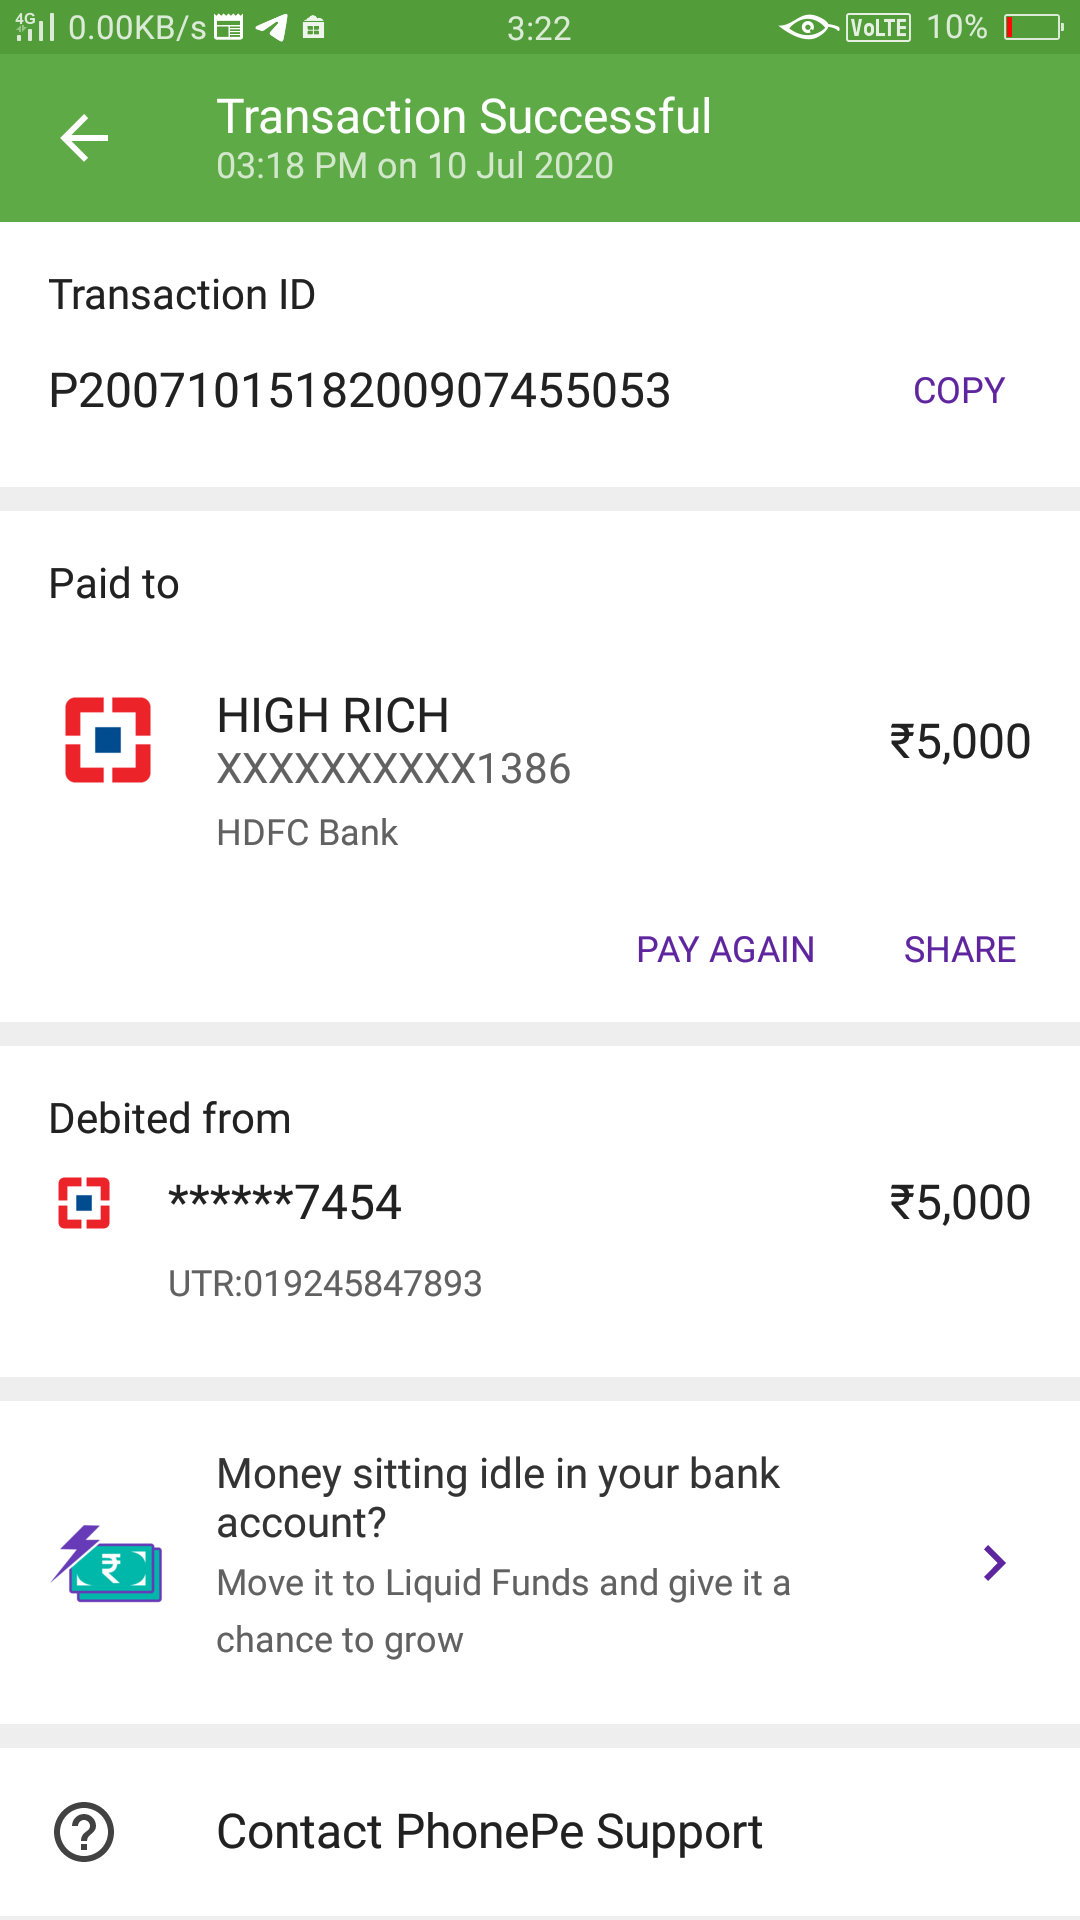 4G 0.00KB/s 3:22 VoLTE 10%
Transaction Successful
03:18 PM on 10 Jul 2020
Transaction ID
P2007101518200907455053 COPY
Paid to
HIGH RICH
XXXXXXXXXX1386
₹5,000
HDFC Bank
PAY AGAIN SHARE
Debited from
******7454 ₹5,000
UTR:019245847893
Money sitting idle in your bank
account?
Move it to Liquid Funds and give it a
chance to grow
Contact PhonePe Support